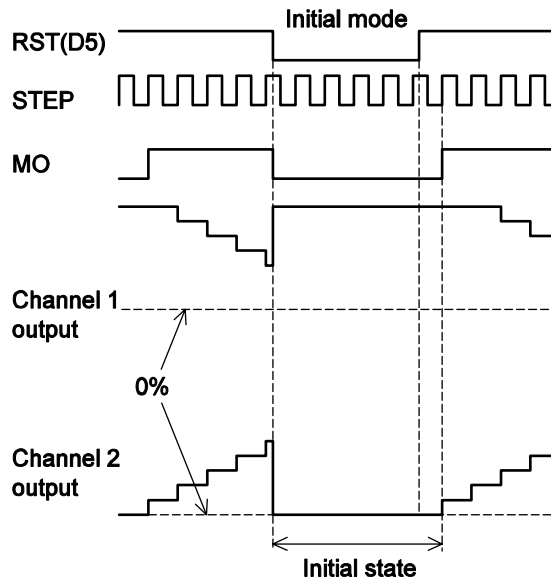 Initial mode
RST(D5)
STEP
MO
Channel 1
output
0%
Channel 2
output
Initial state